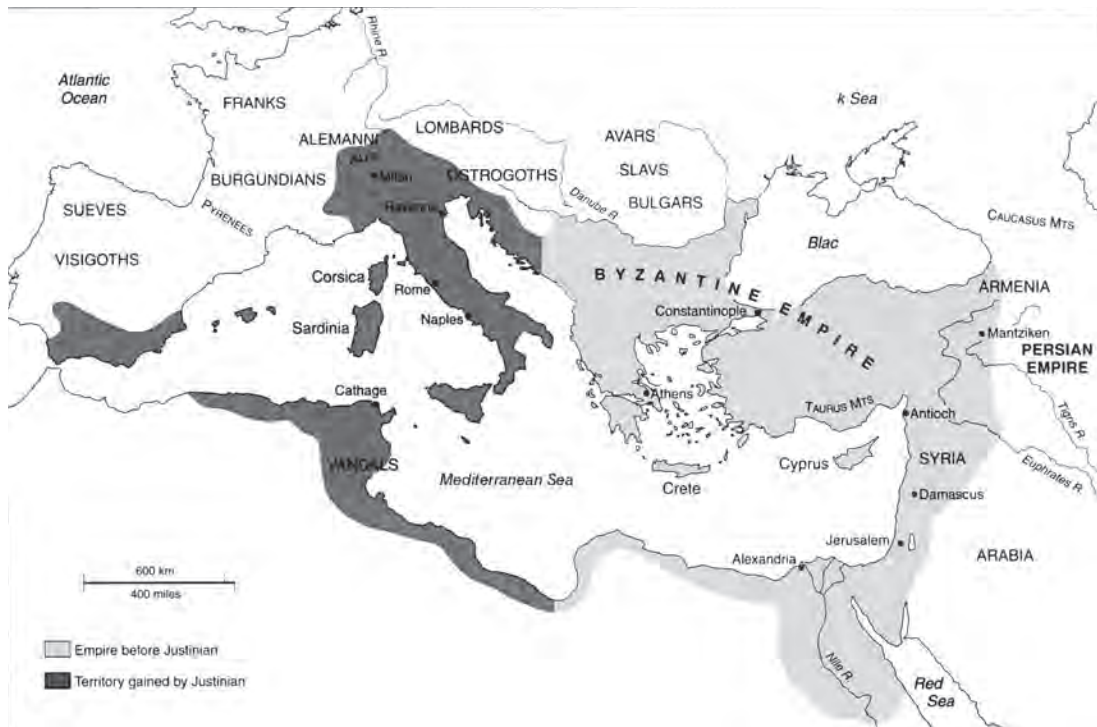 Atlantic
Ocean
Rhine R.
FRANKS
ALEMANNI
ALPS
LOMBARDS
AVARS
SLAVS
BULGARS
k Sea
Milan
OSTROGOTHS
BURGUNDIANS
Danube R.
SUEVES
PYRENEES
Ravenna
VISIGOTHS
Blac
CAUCASUS MTS
BYZANTINE EMPIRE
Corsica
Rome
Constantinople
ARMENIA
Mantziken
Sardinia
Naples
PERSIAN
EMPIRE
Cathage
Athens
TAURUS MTS
Antioch
Tigris R.
VANGALS
Mediterranean Sea
Crete
Cyprus
SYRIA
Euphrates R.
Damascus
Jerusalem
Alexandria
ARABIA
600 km
400 miles
Nile R.
Red
Sea
Empire before Justinian
Territory gained by Justinian